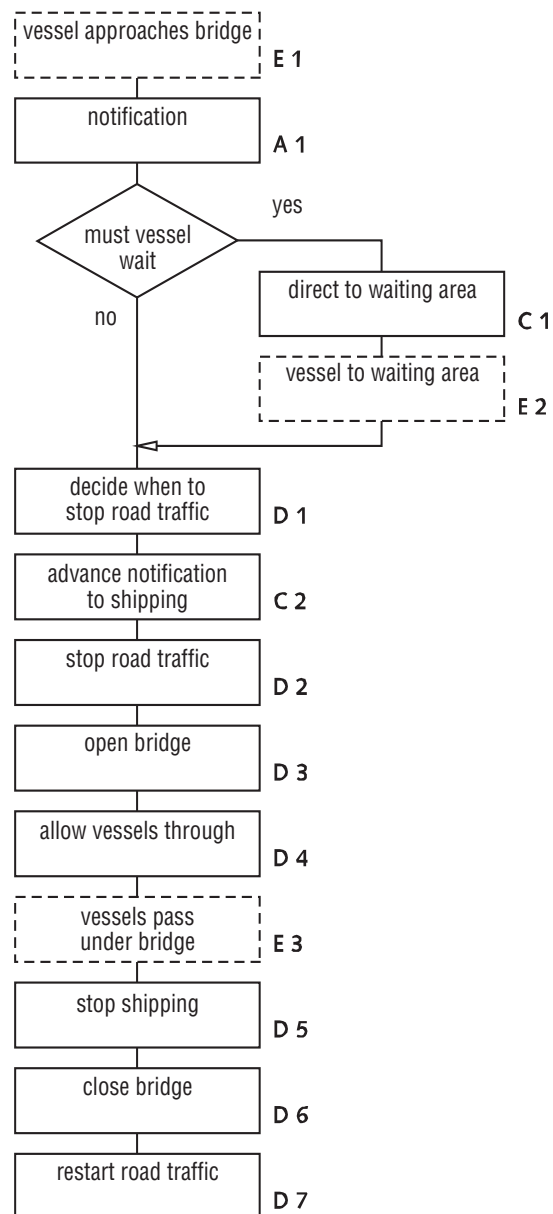 vessel approaches bridge
E 1
notification
A 1
yes
must vessel
wait
direct to waiting area
no
C 1
vessel to waiting area
E 2
decide when to
stop road traffic
D 1
advance notification
to shipping
C 2
stop road traffic
D 2
open bridge
D 3
allow vessels through
D 4
vessels pass
under bridge
E 3
stop shipping
D 5
close bridge
D 6
restart road traffic
D 7